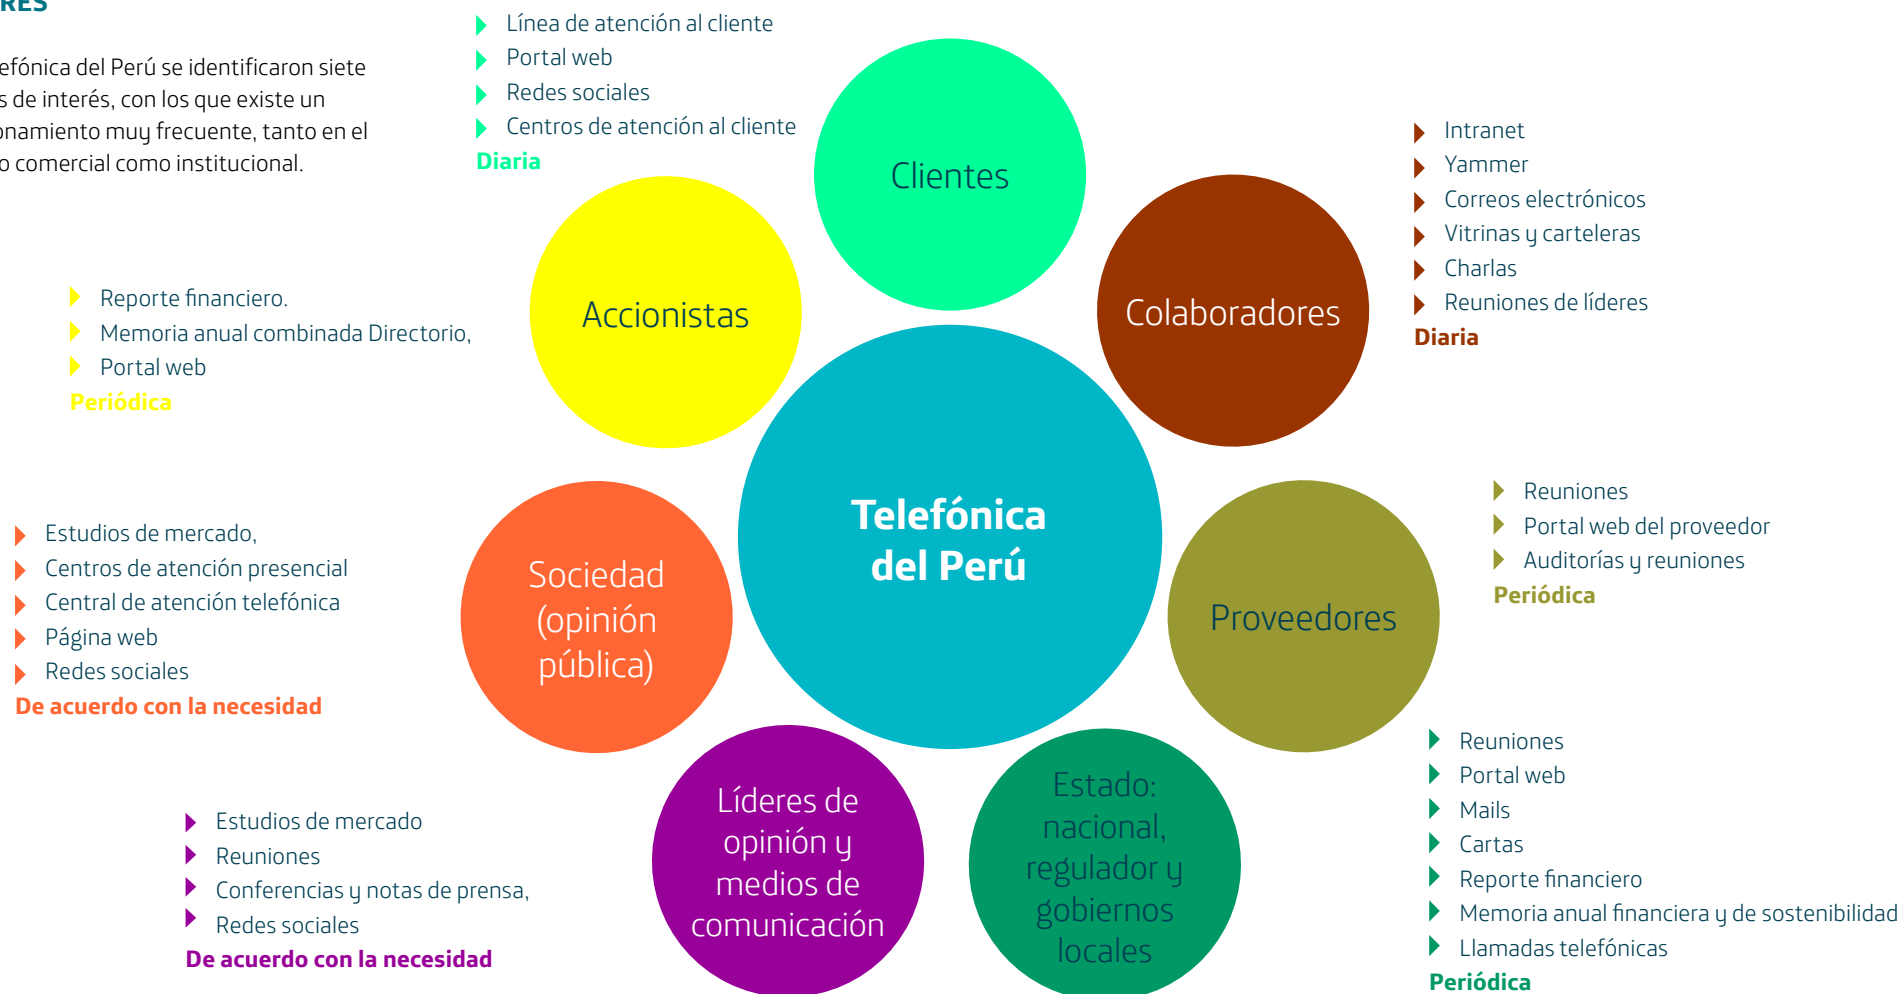 RES
efónica del Perú se identificaron siete
s de interés, con los que existe un
onamiento muy frecuente, tanto en el
o comercial como institucional.
Línea de atención al cliente
Portal web
Redes sociales
Centros de atención al cliente
Diaria
Clientes
Intranet
Yammer
Correos electrónicos
Vitrinas y carteleras
Charlas
Reuniones de líderes
Diaria
Colaboradores
Accionistas
Reporte financiero.
Memoria anual combinada Directorio,
Portal web
Periódica
Telefónica
del Perú
Reuniones
Portal web del proveedor
Auditorías y reuniones
Periódica
Proveedores
Sociedad
(opinión
pública)
Estudios de mercado,
Centros de atención presencial
Central de atención telefónica
Página web
Redes sociales
De acuerdo con la necesidad
Líderes de
opinión y
medios de
comunicación
Estudios de mercado
Reuniones
Conferencias y notas de prensa,
Redes sociales
De acuerdo con la necesidad
Estado:
nacional,
regulador y
gobiernos
locales
Reuniones
Portal web
Mails
Cartas
Reporte financiero
Memoria anual financiera y de sostenibilidad
Llamadas telefónicas
Periódica